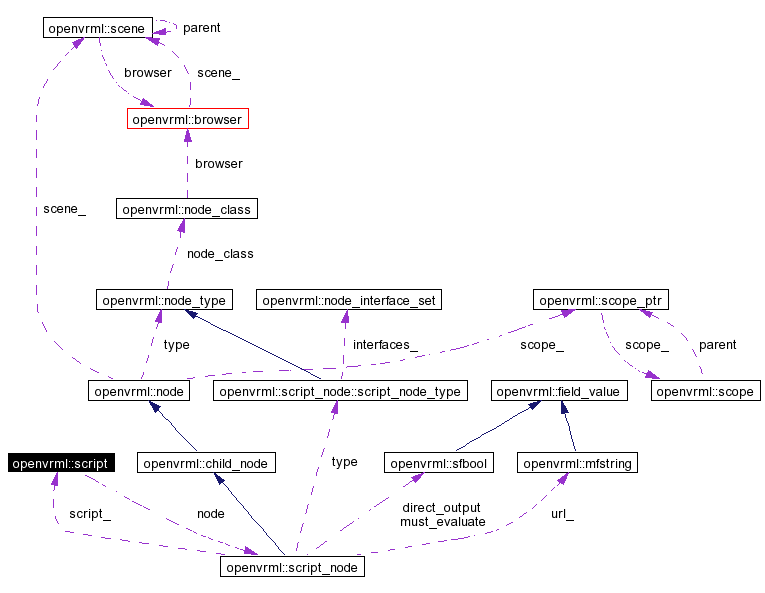 openvrml::scene
parent
browser
scene_
openvrml::browser
browser
openvrml::node_class
scene_
node_class
openvrml::node_type
openvrml::node_interface_set
openvrml::scope_ptr
type
interfaces_
scope_
scope_
parent
openvrml::node
openvrml::script_node::script_node_type
openvrml::field_value
openvrml::scope
openvrml::script
openvrml::child_node
type
openvrml::sfbool
openvrml::mfstring
script_
node
direct_output
must_evaluate
url_
openvrml::script_node